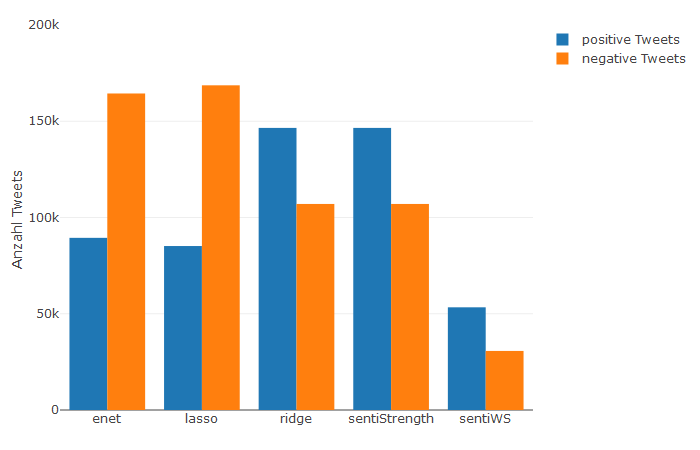 200k
150k
100k
50k
0
Anzahl Tweets
enet lasso ridge sentiStrength sentiWS
positive Tweets
negative Tweets